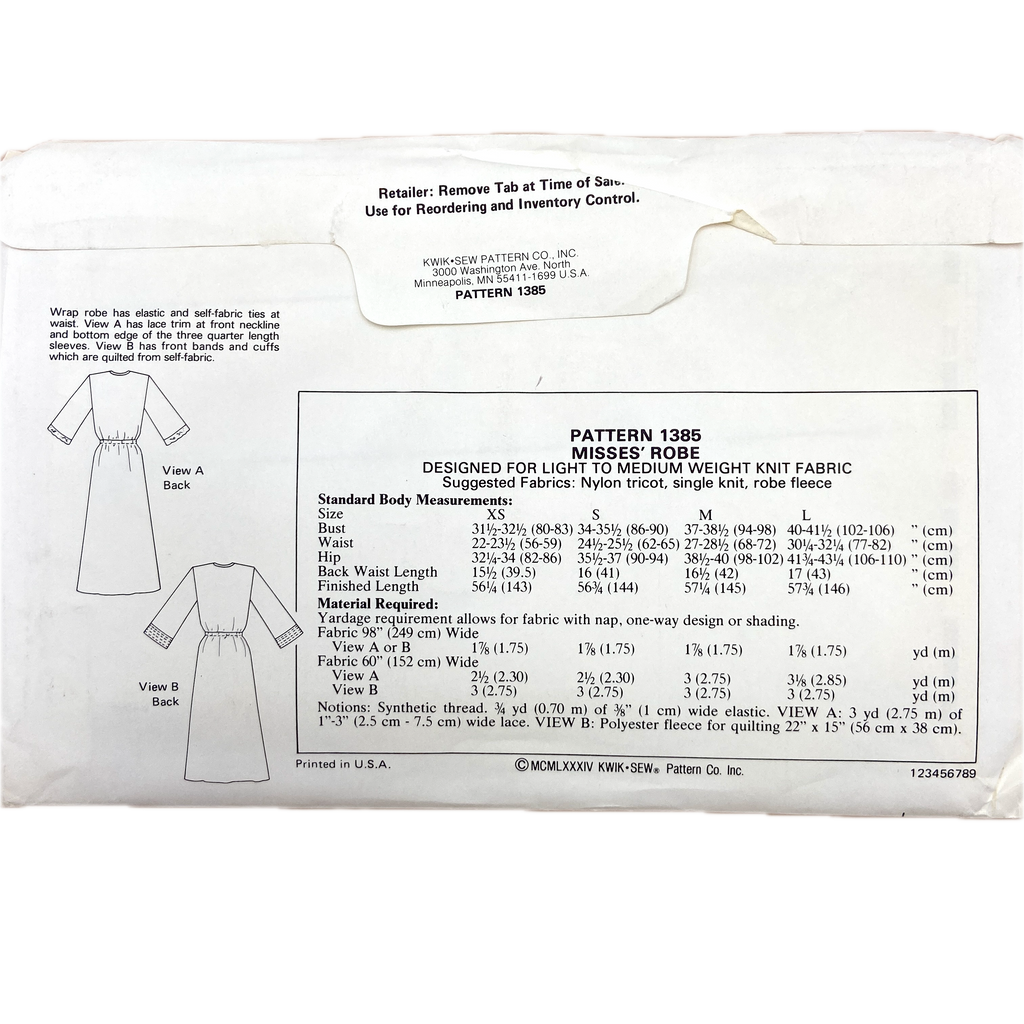 Retailer: Remove Tab at Time of Sale.
Use for Reordering and Inventory Control.
KWIK•SEW PATTERN CO., INC.
3000 Washington Ave. North
Minneapolis, MN 55411-1699 U.S.A.
PATTERN 1385
Wrap robe has elastic and self-fabric ties at
waist. View A has lace trim at front neckline
and bottom edge of the three quarter length
sleeves. View B has front bands and cuffs
which are quilted from self-fabric.
View A
Back
View B
Back
PATTERN 1385
MISSES' ROBE
DESIGNED FOR LIGHT TO MEDIUM WEIGHT KNIT FABRIC
Suggested Fabrics: Nylon tricot, single knit, robe fleece
Standard Body Measurements:
Size XS S M L
Bust 31½-32½ (80-83) 34-35½ (86-90) 37-38½ (94-98) 40-41½ (102-106) " (cm)
Waist 22-23½ (56-59) 24½-25½ (62-65) 27-28½ (68-72) 30¼-32¼ (77-82) " (cm)
Hip 32¼-34 (82-86) 35½-37 (90-94) 38½-40 (98-102) 41¾-43¼ (106-110) " (cm)
Back Waist Length 15½ (39.5) 16 (41) 16½ (42) 17 (43) " (cm)
Finished Length 56¼ (143) 56¾ (144) 57¼ (145) 57¾ (146) " (cm)
Material Required:
Yardage requirement allows for fabric with nap, one-way design or shading.
Fabric 98" (249 cm) Wide
View A or B 1⅞ (1.75) 1⅞ (1.75) 1⅞ (1.75) 1⅞ (1.75) yd (m)
Fabric 60" (152 cm) Wide
View A 2½ (2.30) 2½ (2.30) 3 (2.75) 3⅛ (2.85) yd (m)
View B 3 (2.75) 3 (2.75) 3 (2.75) 3 (2.75) yd (m)
Notions: Synthetic thread. ¾ yd (0.70 m) of ⅜" (1 cm) wide elastic. VIEW A: 3 yd (2.75 m) of
1"-3" (2.5 cm - 7.5 cm) wide lace. VIEW B: Polyester fleece for quilting 22" x 15" (56 cm x 38 cm).
Printed in U.S.A. ©MCMLXXXIV KWIK•SEW® Pattern Co. Inc. 123456789